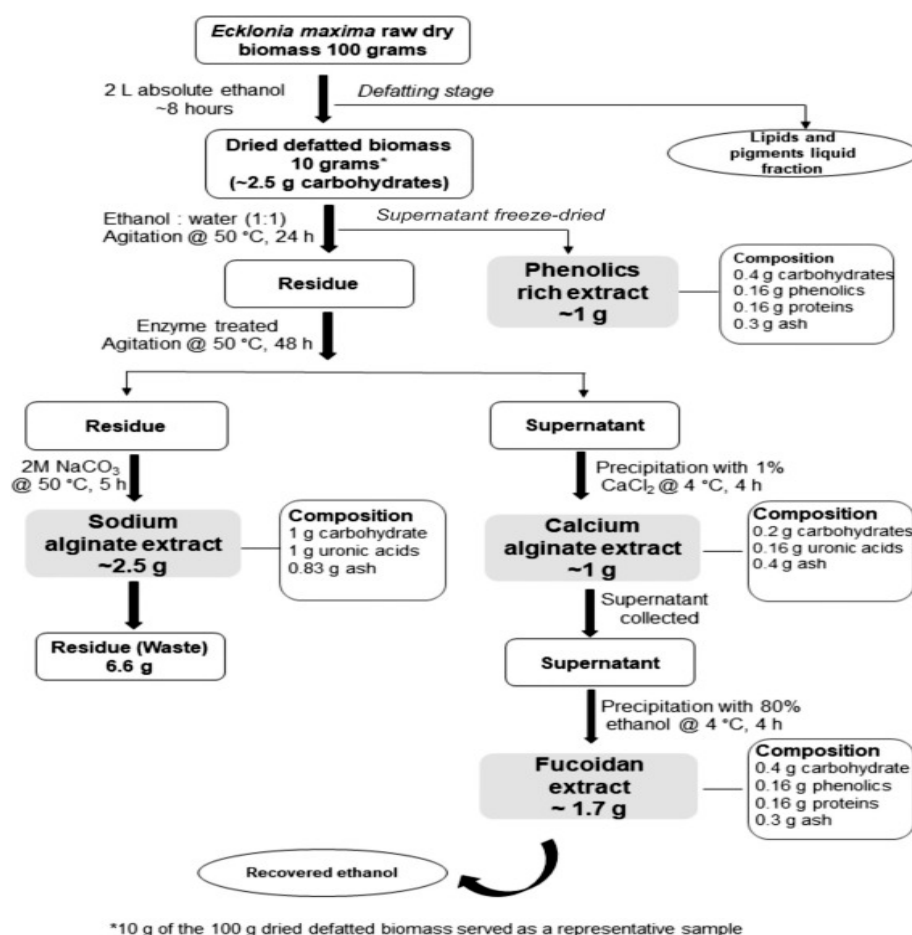 Ecklonia maxima raw dry
biomass 100 grams
2 L absolute ethanol
~8 hours
Defatting stage
Lipids and
pigments liquid
fraction
Dried defatted biomass
10 grams*
(~2.5 g carbohydrates)
Ethanol : water (1:1)
Agitation @ 50 °C, 24 h
Supernatant freeze-dried
Residue
Phenolics
rich extract
~1 g
Composition
0.4 g carbohydrates
0.16 g phenolics
0.16 g proteins
0.3 g ash
Enzyme treated
Agitation @ 50 °C, 48 h
Residue
Supernatant
2M NaCO₃
@ 50 °C, 5 h
Precipitation with 1%
CaCl₂ @ 4 °C, 4 h
Sodium
alginate extract
~2.5 g
Composition
1 g carbohydrate
1 g uronic acids
0.83 g ash
Calcium
alginate extract
~1 g
Composition
0.2 g carbohydrates
0.16 g uronic acids
0.4 g ash
Supernatant
collected
Residue (Waste)
6.6 g
Supernatant
Precipitation with 80%
ethanol @ 4 °C, 4 h
Fucoidan
extract
~ 1.7 g
Composition
0.4 g carbohydrate
0.16 g phenolics
0.16 g proteins
0.3 g ash
Recovered ethanol
*10 g of the 100 g dried defatted biomass served as a representative sample